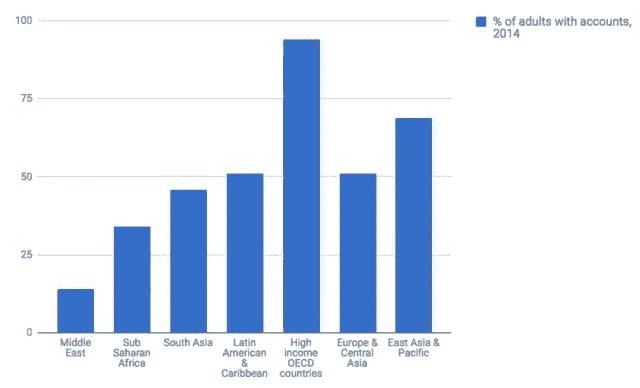 100
75
50
25
0
% of adults with accounts,
2014
Middle
East
Sub
Saharan
Africa
South Asia
Latin
American
&
Caribbean
High
income
OECD
countries
Europe &
Central
Asia
East Asia &
Pacific